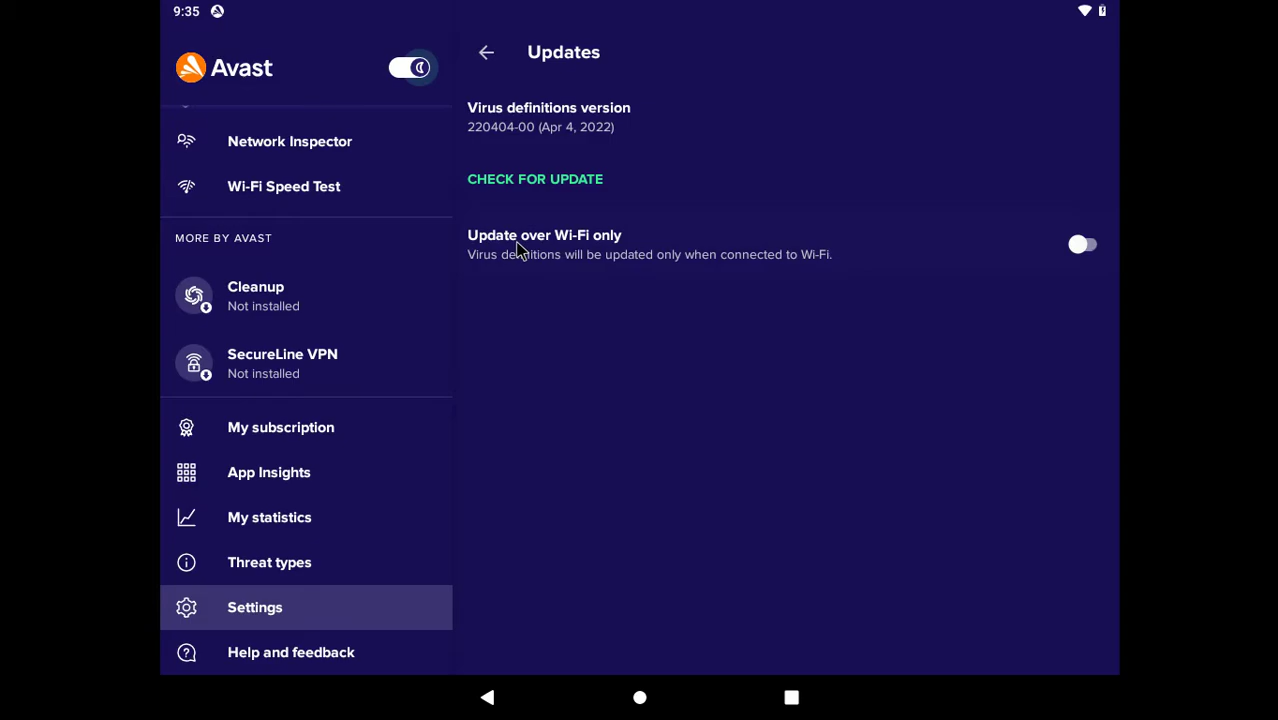 9:35
Avast
Network Inspector
Wi-Fi Speed Test
MORE BY AVAST
Cleanup
Not installed
SecureLine VPN
Not installed
My subscription
App Insights
My statistics
Threat types
Settings
Help and feedback
Updates
Virus definitions version
220404-00 (Apr 4, 2022)
CHECK FOR UPDATE
Update over Wi-Fi only
Virus definitions will be updated only when connected to Wi-Fi.